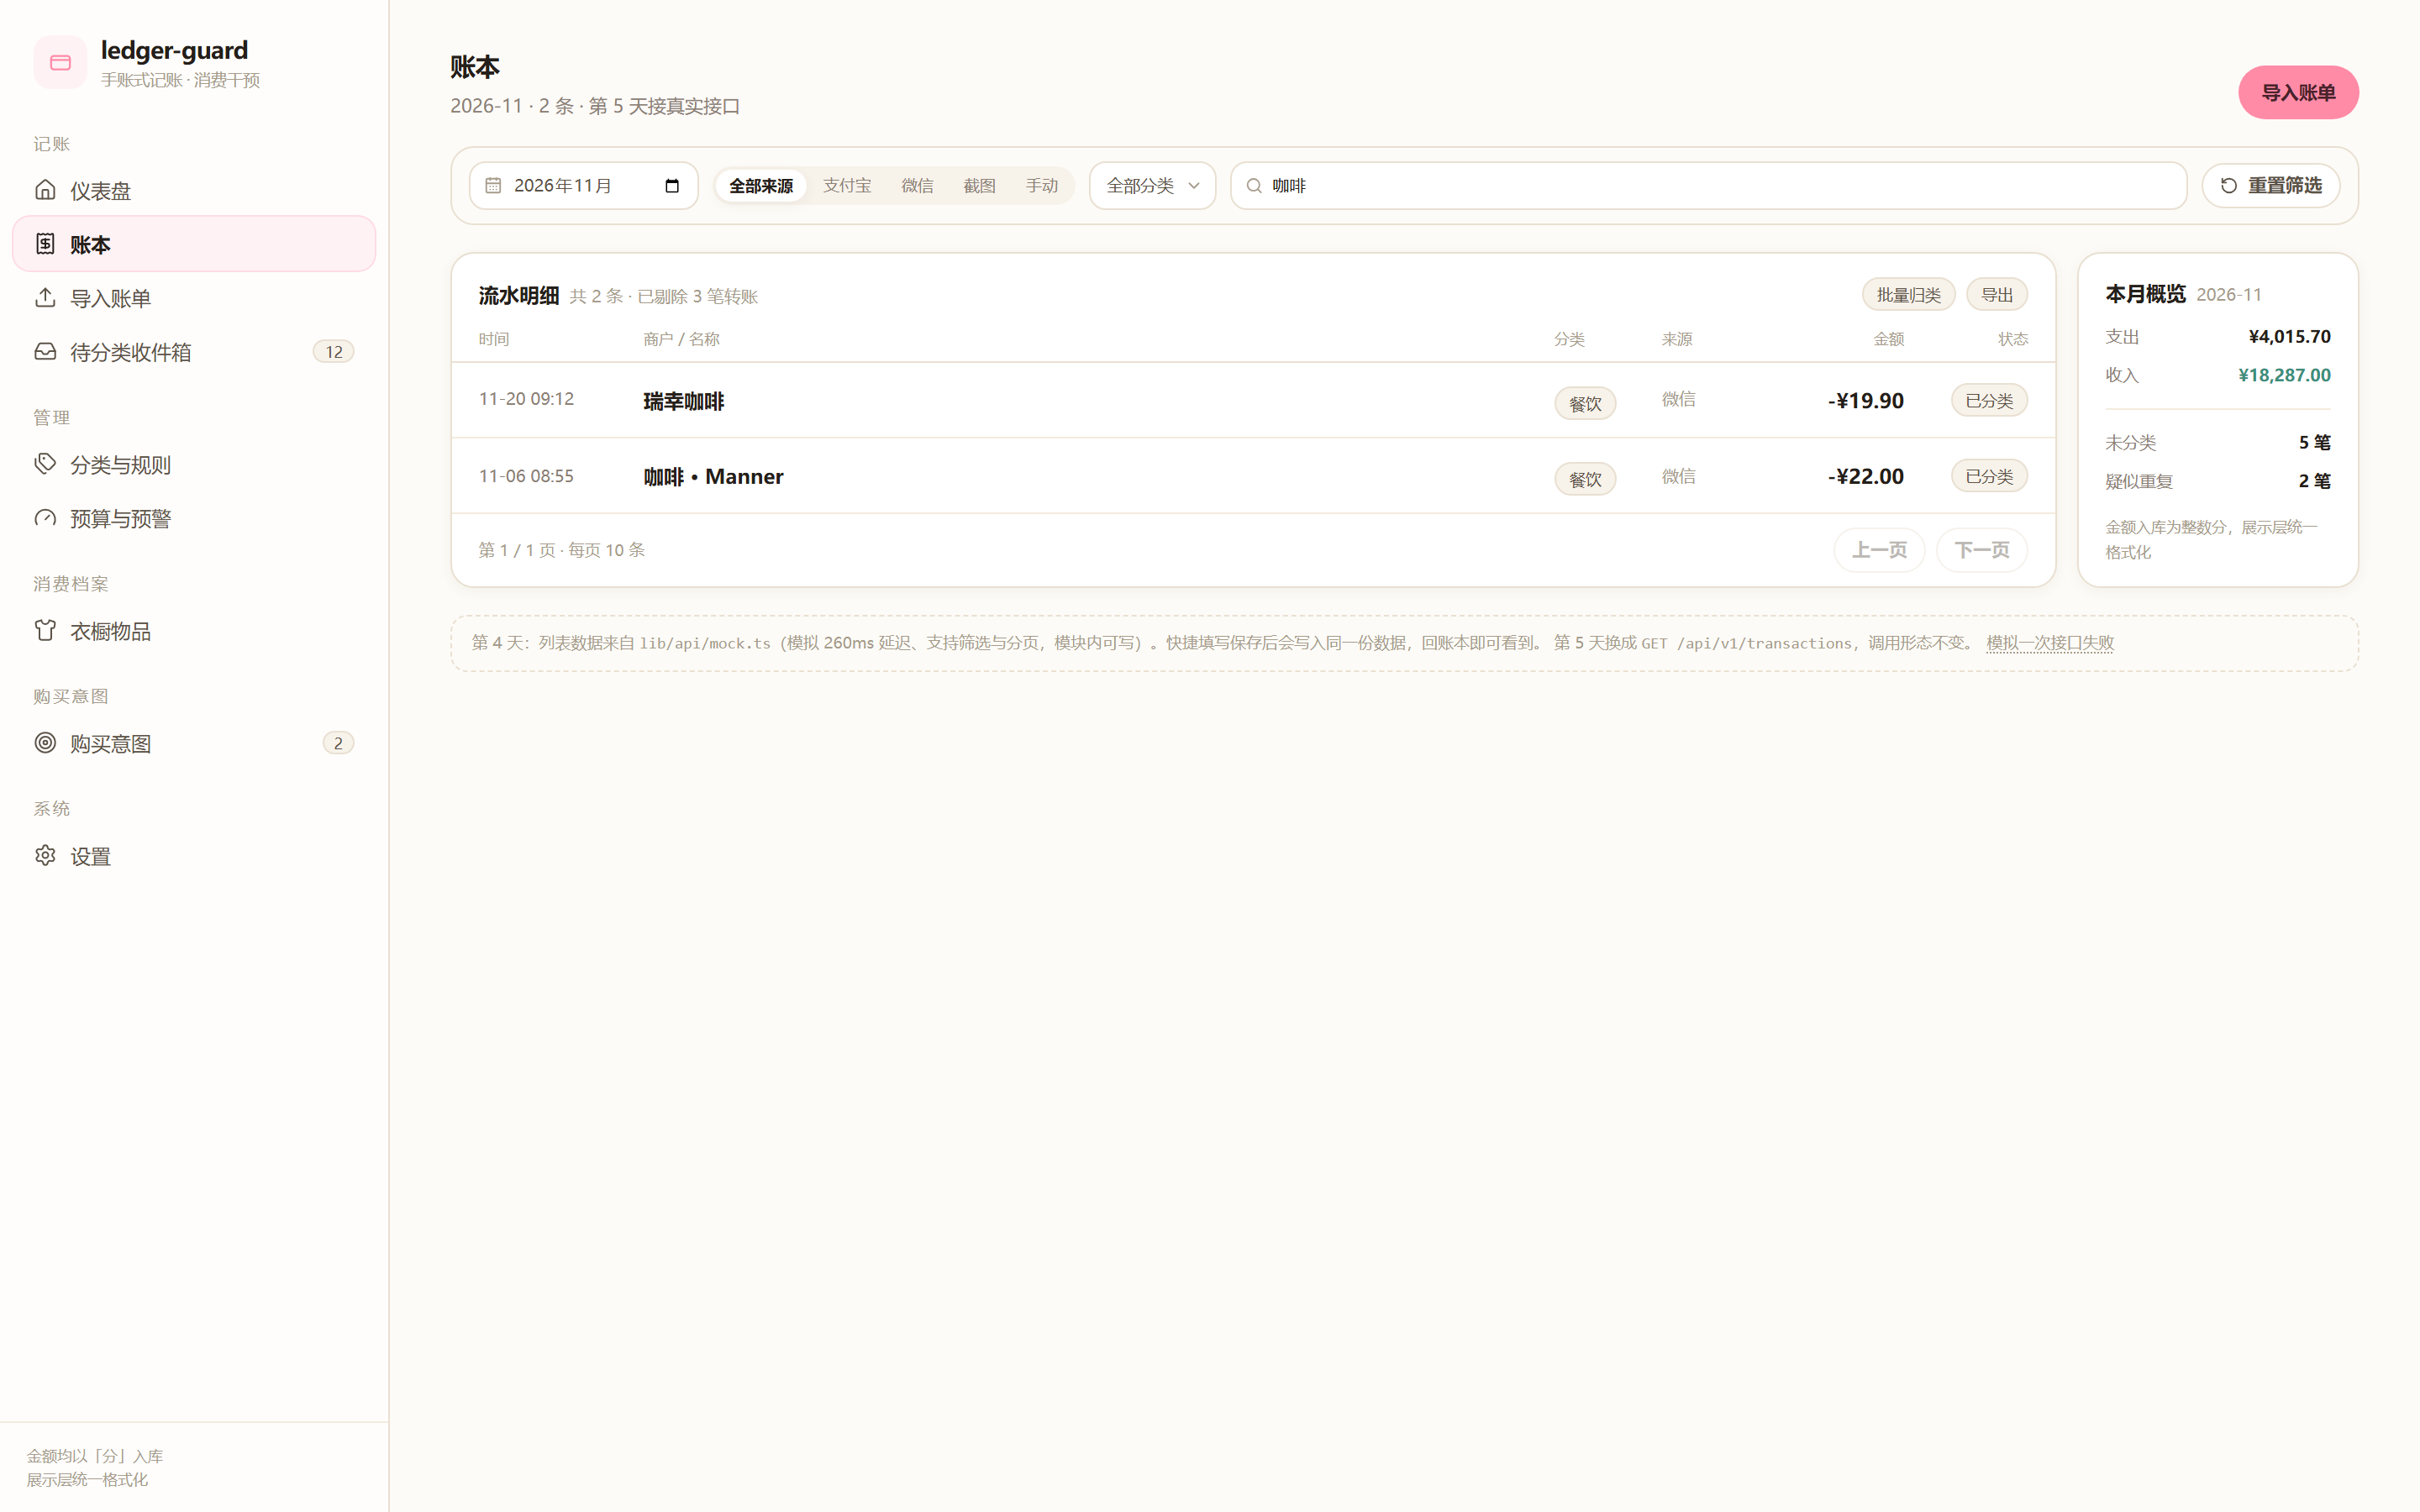 ledger-guard
手账式记账 · 消费干预
记账
仪表盘
账本
导入账单
待分类收件箱 12
管理
分类与规则
预算与预警
消费档案
衣橱物品
购买意图
购买意图 2
系统
设置
金额均以「分」入库
展示层统一格式化
账本
2026-11 · 2 条 · 第 5 天接真实接口
导入账单
2026年11月 全部来源 支付宝 微信 截图 手动 全部分类 咖啡 重置筛选
流水明细 共 2 条 · 已剔除 3 笔转账 批量归类 导出
时间 商户 / 名称 分类 来源 金额 状态
11-20 09:12 瑞幸咖啡 餐饮 微信 -¥19.90 已分类
11-06 08:55 咖啡 • Manner 餐饮 微信 -¥22.00 已分类
第 1 / 1 页 · 每页 10 条 上一页 下一页
本月概览 2026-11
支出 ¥4,015.70
收入 ¥18,287.00
未分类 5 笔
疑似重复 2 笔
金额入库为整数分，展示层统一
格式化
第 4 天：列表数据来自 lib/api/mock.ts（模拟 260ms 延迟、支持筛选与分页，模块内可写）。快捷填写保存后会写入同一份数据，回账本即可看到。 第 5 天换成 GET /api/v1/transactions，调用形态不变。 模拟一次接口失败